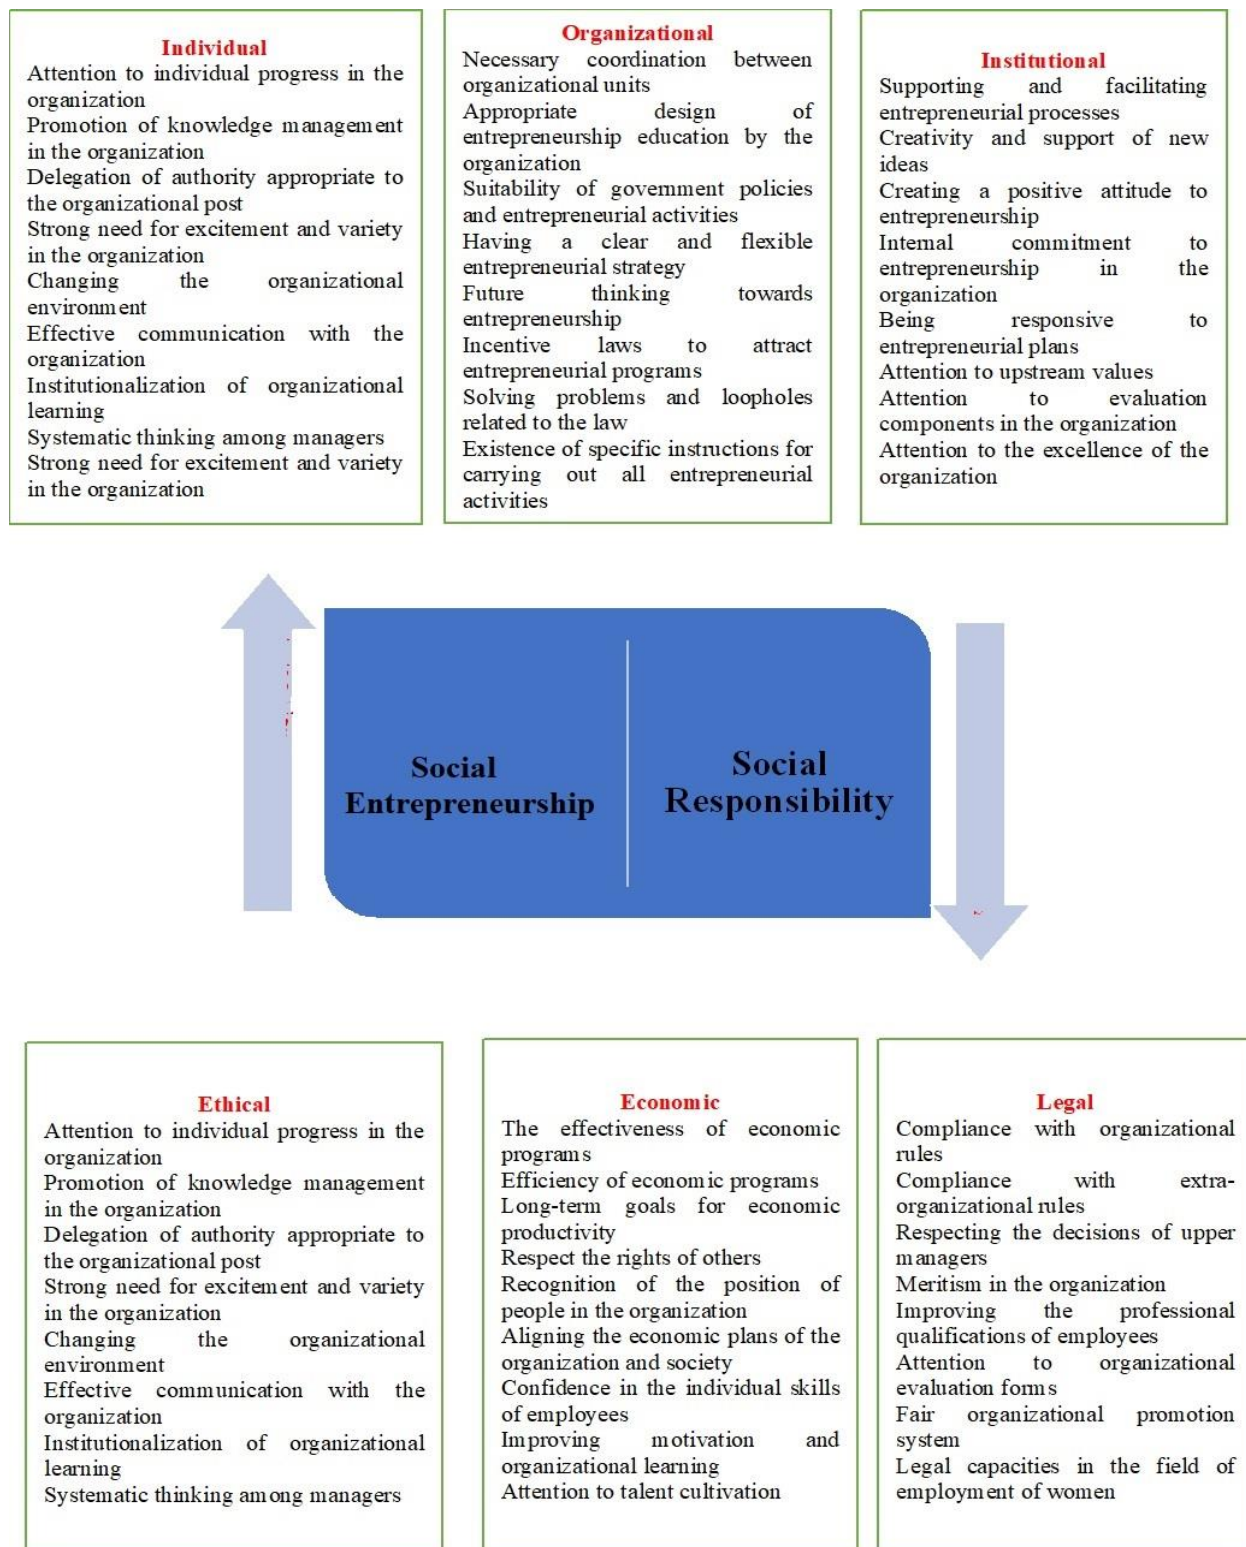 Individual
Attention to individual progress in the
organization
Promotion of knowledge management
in the organization
Delegation of authority appropriate to
the organizational post
Strong need for excitement and variety
in the organization
Changing the organizational
environment
Effective communication with the
organization
Institutionalization of organizational
learning
Systematic thinking among managers
Strong need for excitement and variety
in the organization
Organizational
Necessary coordination between
organizational units
Appropriate design of
entrepreneurship education by the
organization
Suitability of government policies
and entrepreneurial activities
Having a clear and flexible
entrepreneurial strategy
Future thinking towards
entrepreneurship
Incentive laws to attract
entrepreneurial programs
Solving problems and loopholes
related to the law
Existence of specific instructions for
carrying out all entrepreneurial
activities
Institutional
Supporting and facilitating
entrepreneurial processes
Creativity and support of new
ideas
Creating a positive attitude to
entrepreneurship
Internal commitment to
entrepreneurship in the
organization
Being responsive to
entrepreneurial plans
Attention to upstream values
Attention to evaluation
components in the organization
Attention to the excellence of the
organization
Social
Entrepreneurship
Social
Responsibility
Ethical
Attention to individual progress in the
organization
Promotion of knowledge management
in the organization
Delegation of authority appropriate to
the organizational post
Strong need for excitement and variety
in the organization
Changing the organizational
environment
Effective communication with the
organization
Institutionalization of organizational
learning
Systematic thinking among managers
Economic
The effectiveness of economic
programs
Efficiency of economic programs
Long-term goals for economic
productivity
Respect the rights of others
Recognition of the position of
people in the organization
Aligning the economic plans of the
organization and society
Confidence in the individual skills
of employees
Improving motivation and
organizational learning
Attention to talent cultivation
Legal
Compliance with organizational
rules
Compliance with extra-
organizational rules
Respecting the decisions of upper
managers
Meritism in the organization
Improving the professional
qualifications of employees
Attention to organizational
evaluation forms
Fair organizational promotion
system
Legal capacities in the field of
employment of women